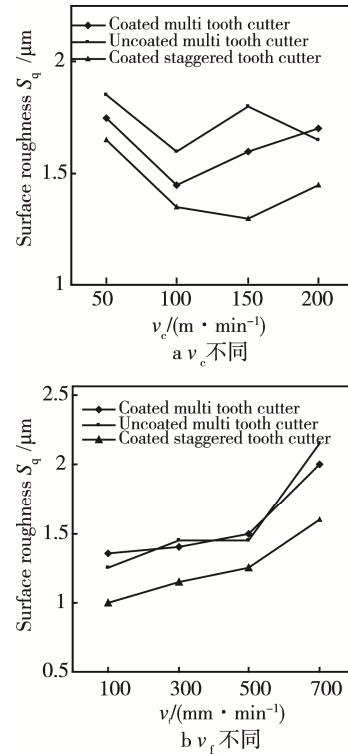 Coated multi tooth cutter
Uncoated multi tooth cutter
Coated staggered tooth cutter
Surface roughness Sq /μm
2
1.5
1
50 100 150 200
vc/(m·min⁻¹)
a vc不同
Coated multi tooth cutter
Uncoated multi tooth cutter
Coated staggered tooth cutter
Surface roughness Sq /μm
2.5
2
1.5
1
0.5
100 300 500 700
vf/(mm·min⁻¹)
b vf不同